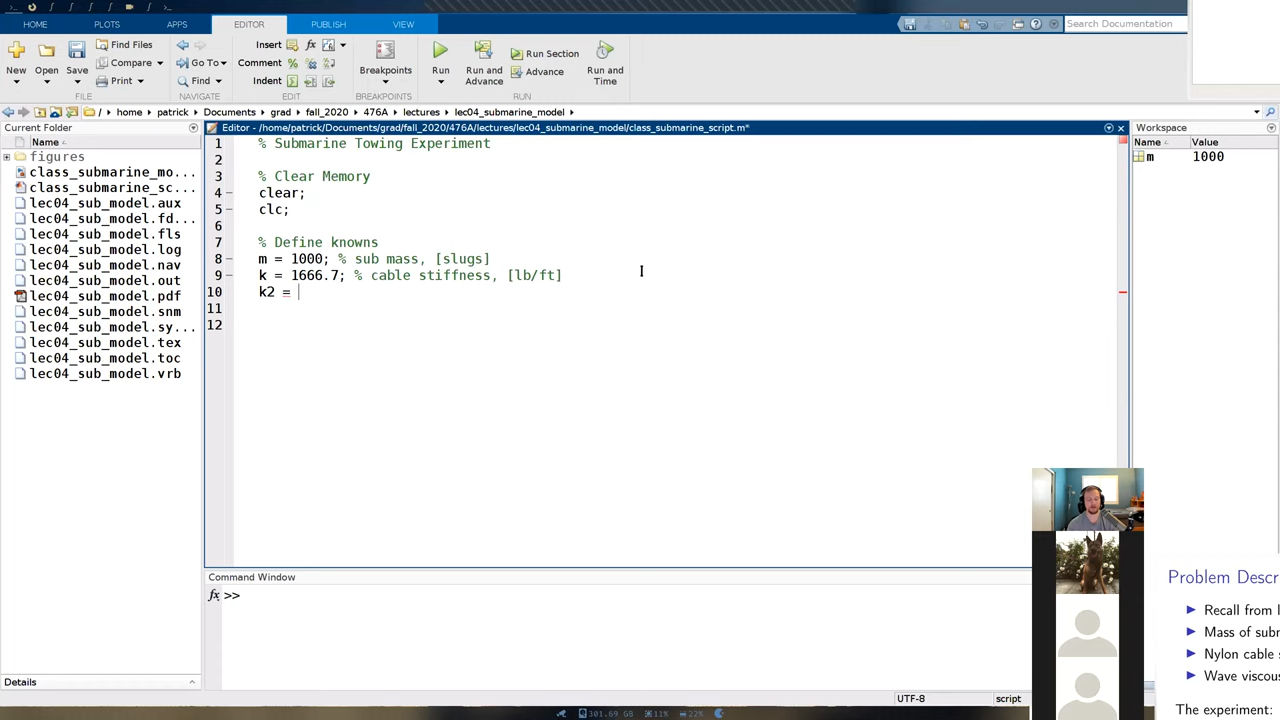 HOME PLOTS APPS EDITOR PUBLISH VIEW
Search Documentation
New Open Save
Find Files
Compare
Print
FILE
Go To
Find
NAVIGATE
Insert
Comment
Indent
EDIT
Breakpoints
BREAKPOINTS
Run
Run and
Advance
Run Section
Advance
Run and
Time
RUN
/ home patrick Documents grad fall_2020 476A lectures lec04_submarine_model
Current Folder
Name
figures
class_submarine_mo...
class_submarine_sc...
lec04_sub_model.aux
lec04_sub_model.fd...
lec04_sub_model.fls
lec04_sub_model.log
lec04_sub_model.nav
lec04_sub_model.out
lec04_sub_model.pdf
lec04_sub_model.snm
lec04_sub_model.sy...
lec04_sub_model.tex
lec04_sub_model.toc
lec04_sub_model.vrb
Details
Editor - /home/patrick/Documents/grad/fall_2020/476A/lectures/lec04_submarine_model/class_submarine_script.m*
1 % Submarine Towing Experiment
2
3 % Clear Memory
4 clear;
5 clc;
6
7 % Define knowns
8 m = 1000; % sub mass, [slugs]
9 k = 1666.7; % cable stiffness, [lb/ft]
10 k2 =
11
12
Command Window
fx >>
UTF-8 script
Workspace
Name Value
m 1000
Problem Descr
Recall from l
Mass of subm
Nylon cable s
Wave viscous
The experiment:
301.69 GB 11% 22%